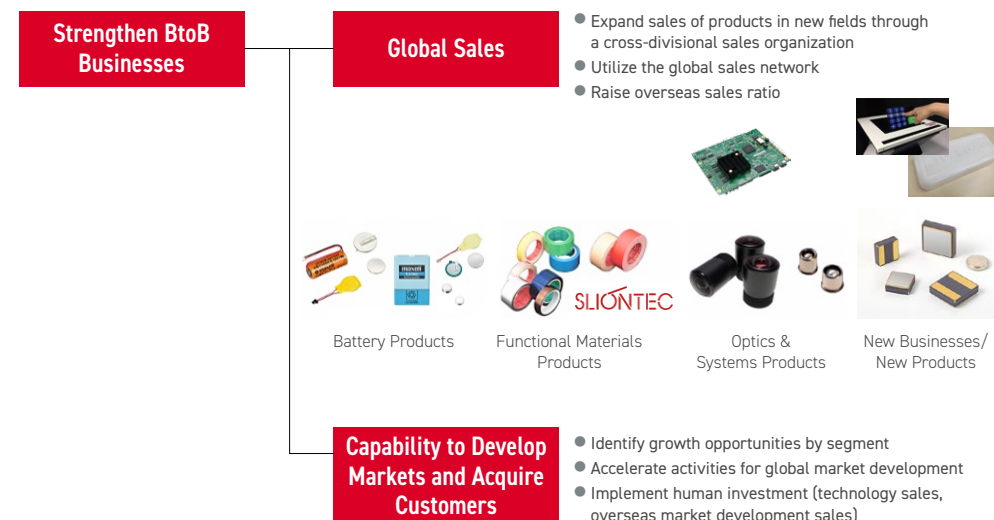 Strengthen BtoB
Businesses
Global Sales
● Expand sales of products in new fields through
a cross-divisional sales organization
● Utilize the global sales network
● Raise overseas sales ratio
maxell
SLIONTEC
Battery Products
Functional Materials
Products
Optics &
Systems Products
New Businesses/
New Products
Capability to Develop
Markets and Acquire
Customers
● Identify growth opportunities by segment
● Accelerate activities for global market development
● Implement human investment (technology sales,
overseas market development sales)